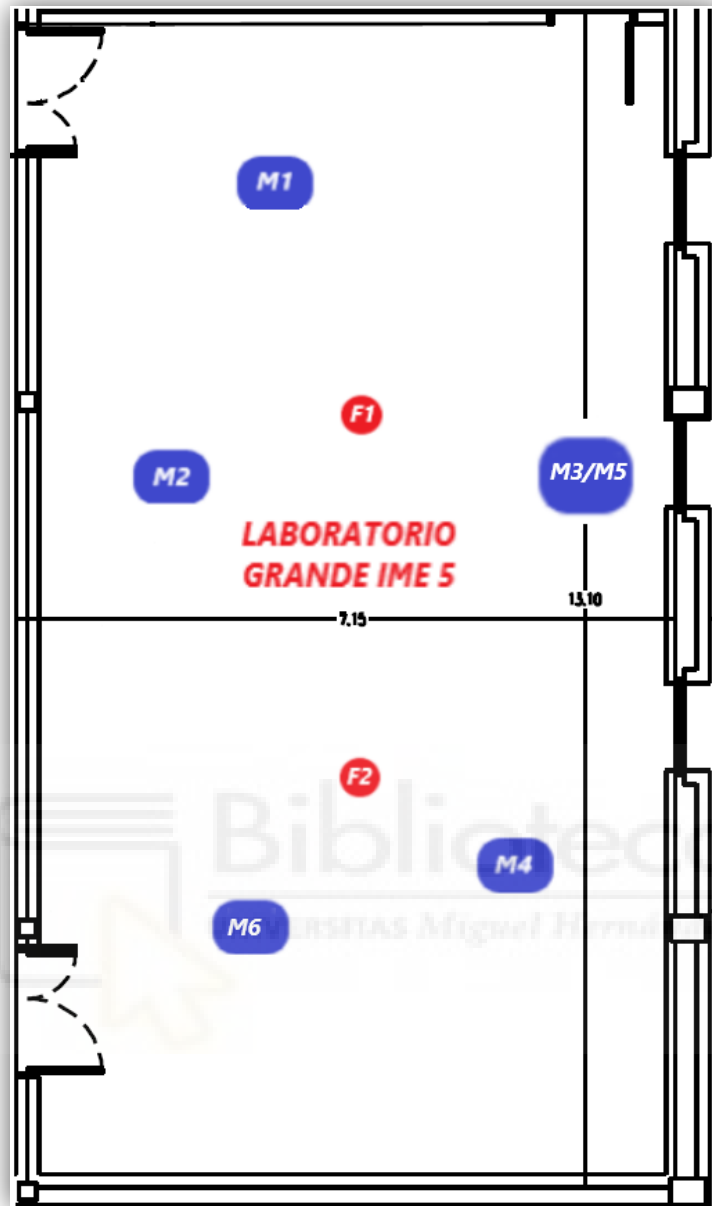 M1
F1
M2
M3/M5
LABORATORIO
GRANDE IME 5
13.10
7.15
F2
Biblioteca
M4
M6
UNIVERSITAS Miguel Hernández